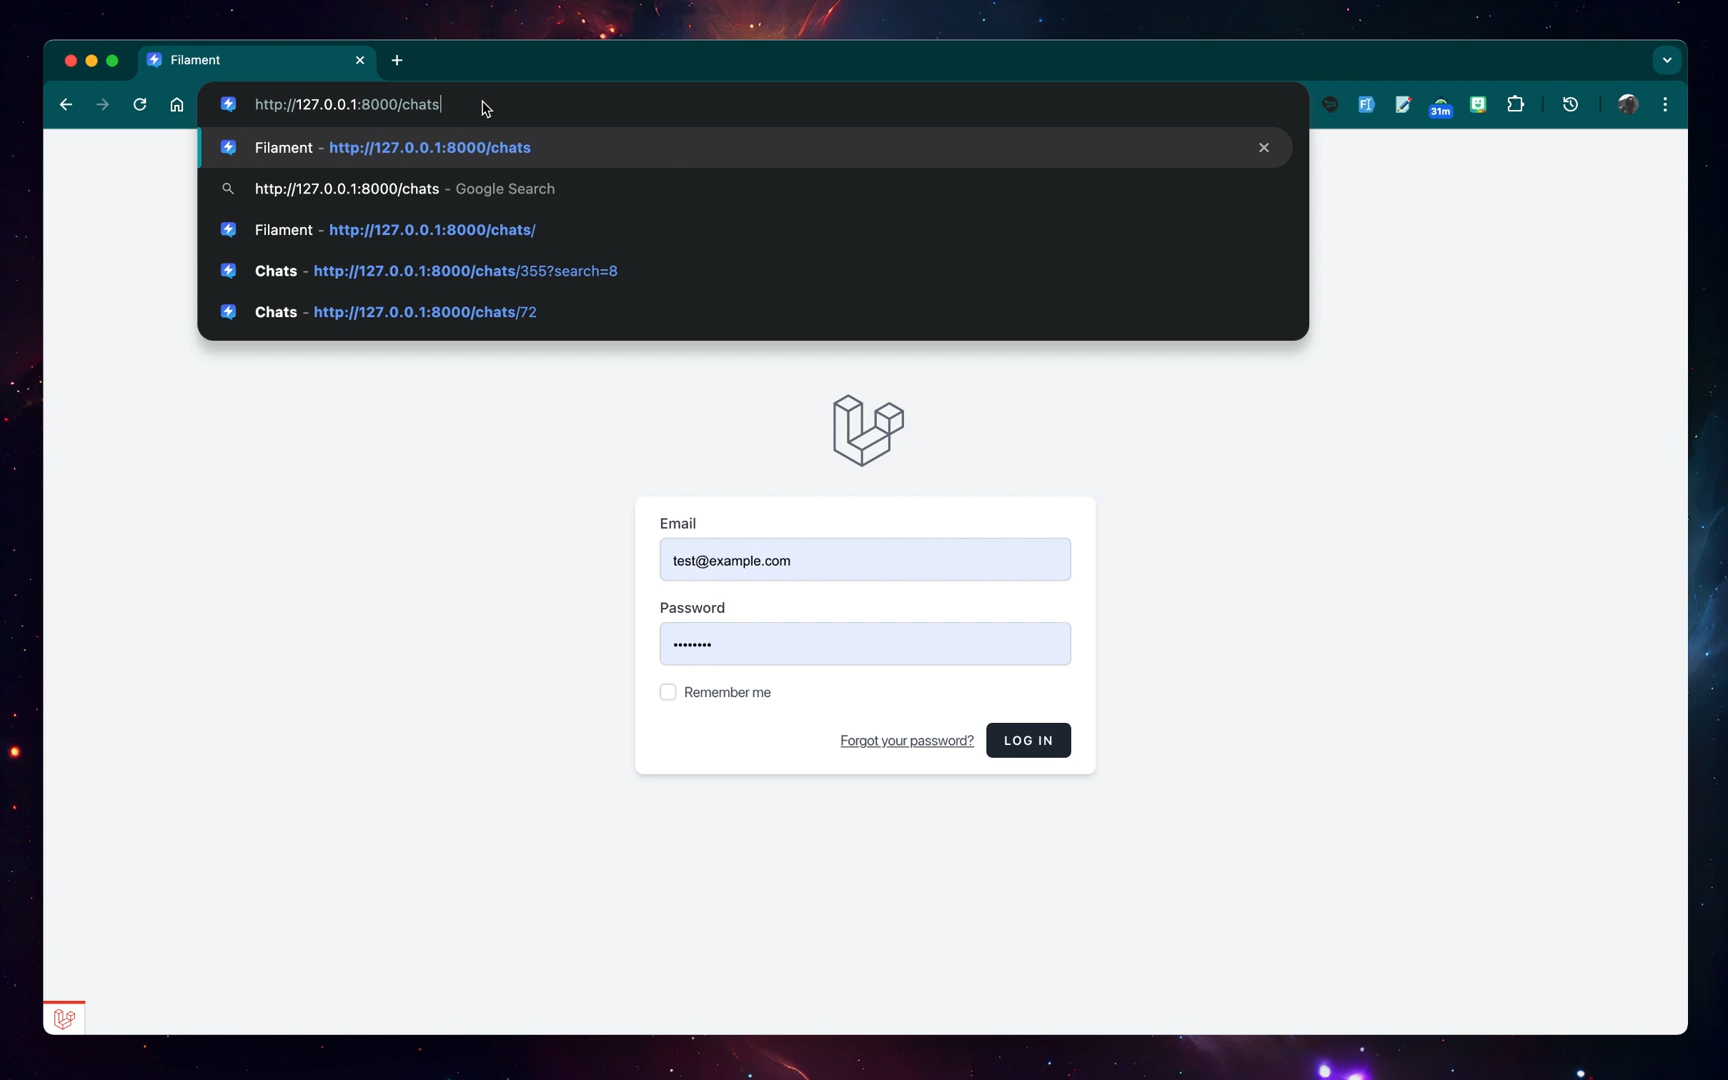 Filament
http://127.0.0.1:8000/chats
31m
Filament - http://127.0.0.1:8000/chats
http://127.0.0.1:8000/chats - Google Search
Filament - http://127.0.0.1:8000/chats/
Chats - http://127.0.0.1:8000/chats/355?search=8
Chats - http://127.0.0.1:8000/chats/72
Email
test@example.com
Password
••••••••
Remember me
Forgot your password? LOG IN